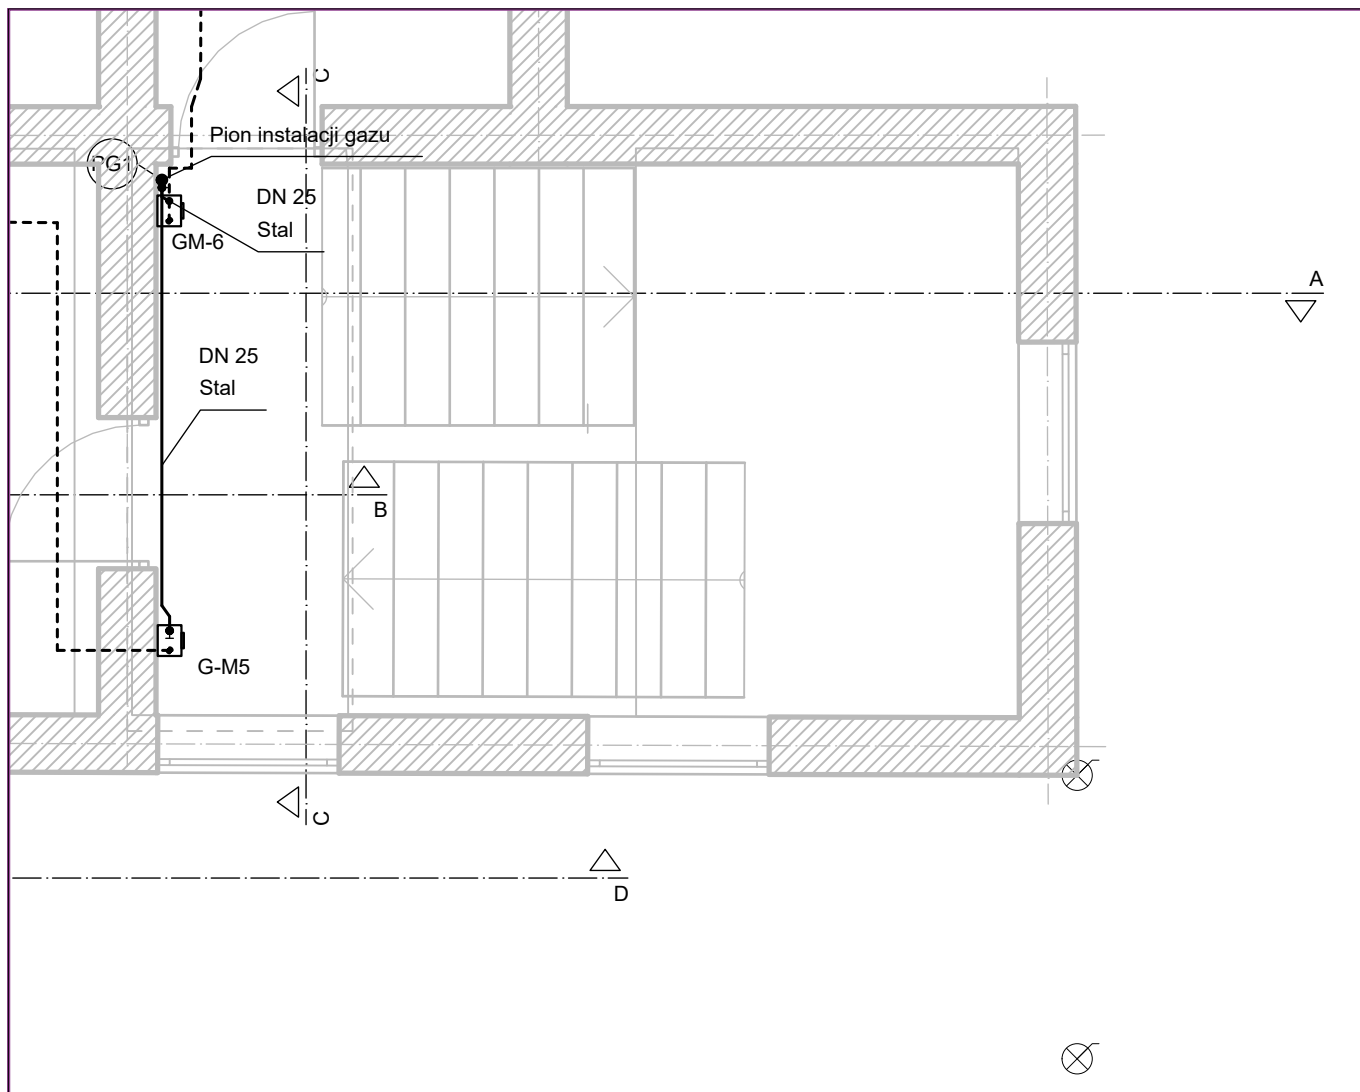 C
Pion instalacji gazu
PG1
DN 25
Stal
GM-6
A
DN 25
Stal
B
G-M5
C
D